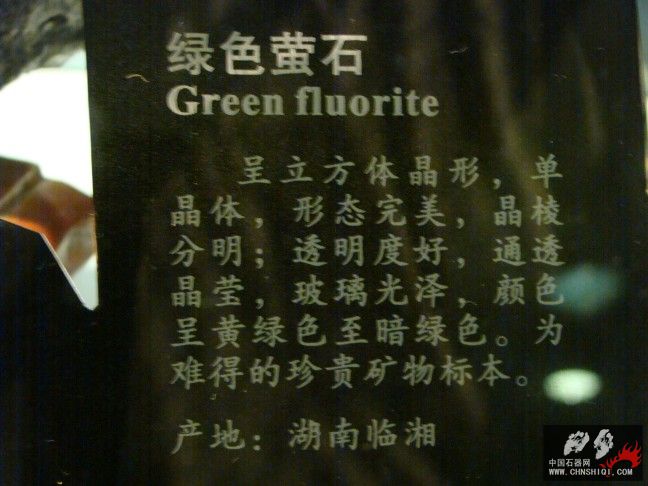 绿色萤石
Green fluorite
呈立方体晶形，单
晶体，形态完美，晶棱
分明；透明度好，通透
晶莹，玻璃光泽，颜色
呈黄绿色至暗绿色。为
难得的珍贵矿物标本。
产地：湖南临湘
中国石器网
WWW.CHNSHIQI.COM